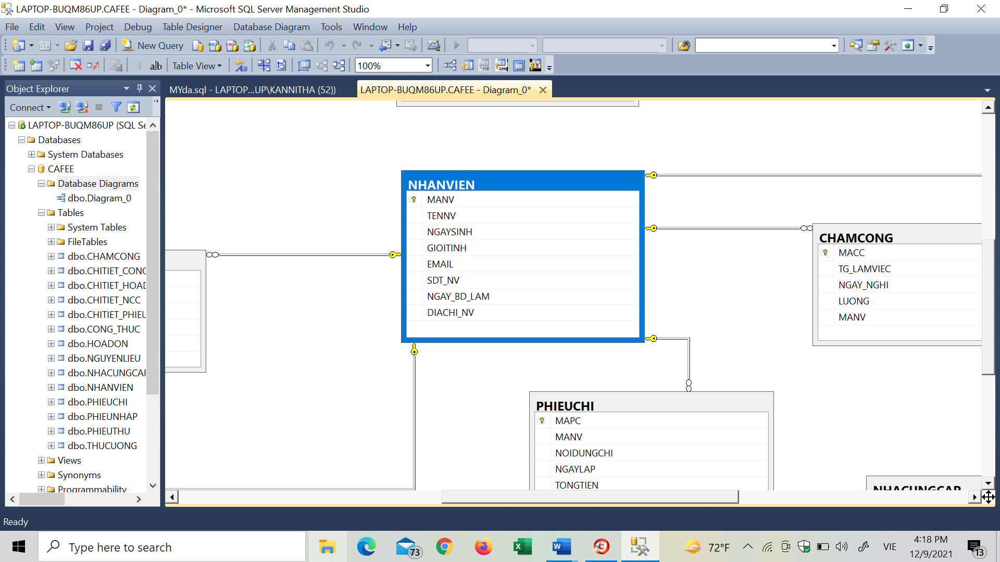 LAPTOP-BUQM86UP.CAFEE - Diagram_0* - Microsoft SQL Server Management Studio
File Edit View Project Debug Table Designer Database Diagram Tools Window Help
New Query
Table View 100%
Object Explorer
MYda.sql - LAPTOP...UP\KANNITHA (52))
LAPTOP-BUQM86UP.CAFEE - Diagram_0*
Connect
LAPTOP-BUQM86UP (SQL Se
Databases
System Databases
CAFEE
Database Diagrams
dbo.Diagram_0
Tables
System Tables
FileTables
dbo.CHAMCONG
dbo.CHITIET_CONG
dbo.CHITIET_HOAD
dbo.CHITIET_NCC
dbo.CHITIET_PHIEU
dbo.CONG_THUC
dbo.HOADON
dbo.NGUYENLIEU
dbo.NHACUNGCAP
dbo.NHANVIEN
dbo.PHIEUCHI
dbo.PHIEUNHAP
dbo.PHIEUTHU
dbo.THUCUONG
Views
Synonyms
Programmability
NHANVIEN
MANV
TENNV
NGAYSINH
GIOITINH
EMAIL
SDT_NV
NGAY_BD_LAM
DIACHI_NV
CHAMCONG
MACC
TG_LAMVIEC
NGAY_NGHI
LUONG
MANV
PHIEUCHI
MAPC
MANV
NOIDUNGCHI
NGAYLAP
TONGTIEN
NHACUNGCAP
Ready
Type here to search
73
72°F
VIE
4:18 PM
12/9/2021
13